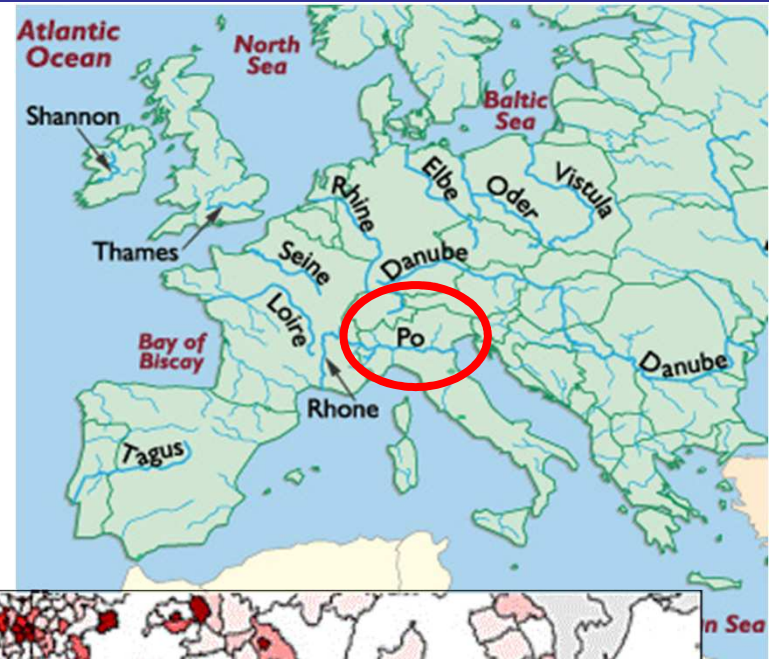 Atlantic
Ocean
North
Sea
Shannon
Baltic
Sea
Rhine
Elbe
Oder
Vistula
Thames
Seine
Danube
Loire
Po
Bay of
Biscay
Danube
Rhone
Tagus
n Sea